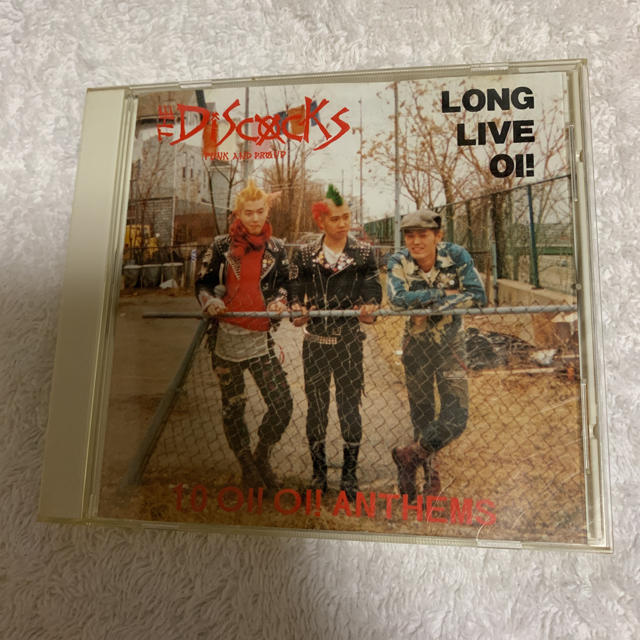 THE DiSCOCKS
PUNK AND PROUD
LONG
LIVE
OI!
10 OI! OI! ANTHEMS